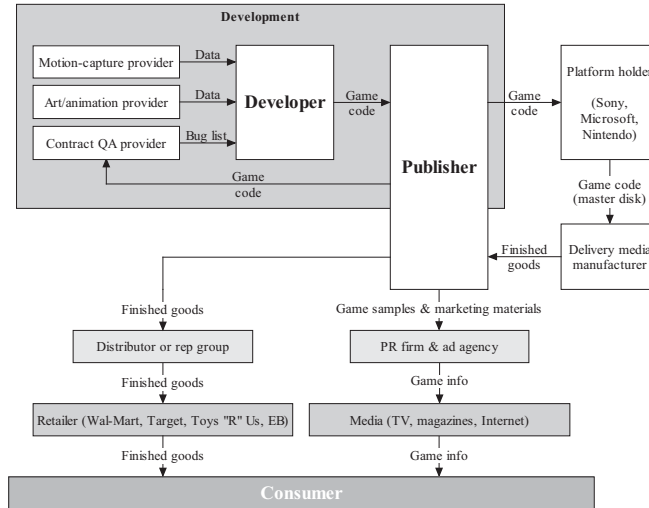 Development
Motion-capture provider
Data
Art/animation provider
Data
Contract QA provider
Bug list
Developer
Game
code
Game
code
Publisher
Game
code
Platform holder
(Sony,
Microsoft,
Nintendo)
Game code
(master disk)
Delivery media
manufacturer
Finished
goods
Finished goods
Game samples & marketing materials
Distributor or rep group
PR firm & ad agency
Finished goods
Game info
Retailer (Wal-Mart, Target, Toys "R" Us, EB)
Media (TV, magazines, Internet)
Finished goods
Game info
Consumer